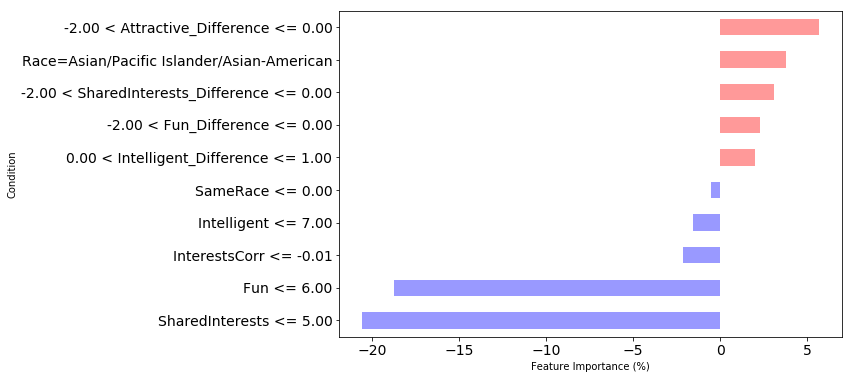 -2.00 < Attractive_Difference <= 0.00
Race=Asian/Pacific Islander/Asian-American
-2.00 < SharedInterests_Difference <= 0.00
-2.00 < Fun_Difference <= 0.00
0.00 < Intelligent_Difference <= 1.00
SameRace <= 0.00
Intelligent <= 7.00
InterestsCorr <= -0.01
Fun <= 6.00
SharedInterests <= 5.00
Condition
−20 −15 −10 −5 0 5
Feature Importance (%)